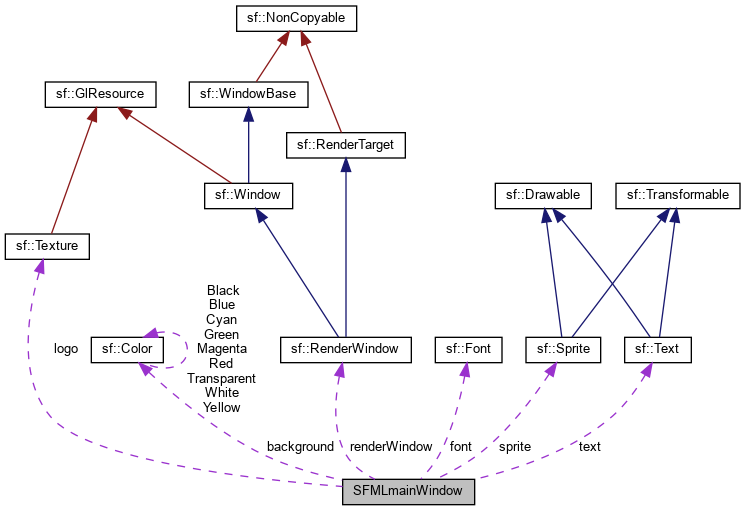 sf::NonCopyable
sf::GlResource
sf::WindowBase
sf::RenderTarget
sf::Window
sf::Drawable
sf::Transformable
sf::Texture
Black
Blue
Cyan
Green
Magenta
Red
Transparent
White
Yellow
logo
sf::Color
sf::RenderWindow
sf::Font
sf::Sprite
sf::Text
background
renderWindow
font
sprite
text
SFMLmainWindow